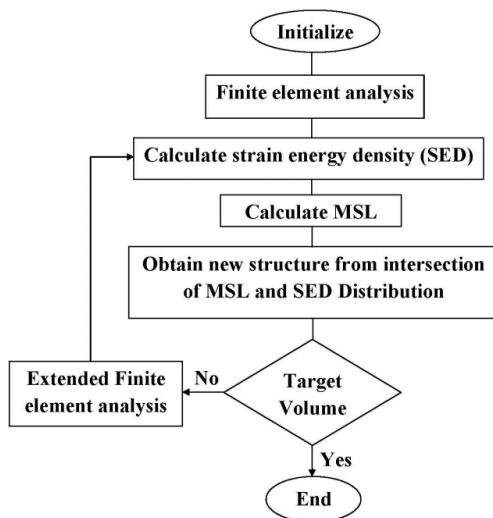 Initialize
Finite element analysis
Calculate strain energy density (SED)
Calculate MSL
Obtain new structure from intersection
of MSL and SED Distribution
Target
Volume
No
Extended Finite
element analysis
Yes
End